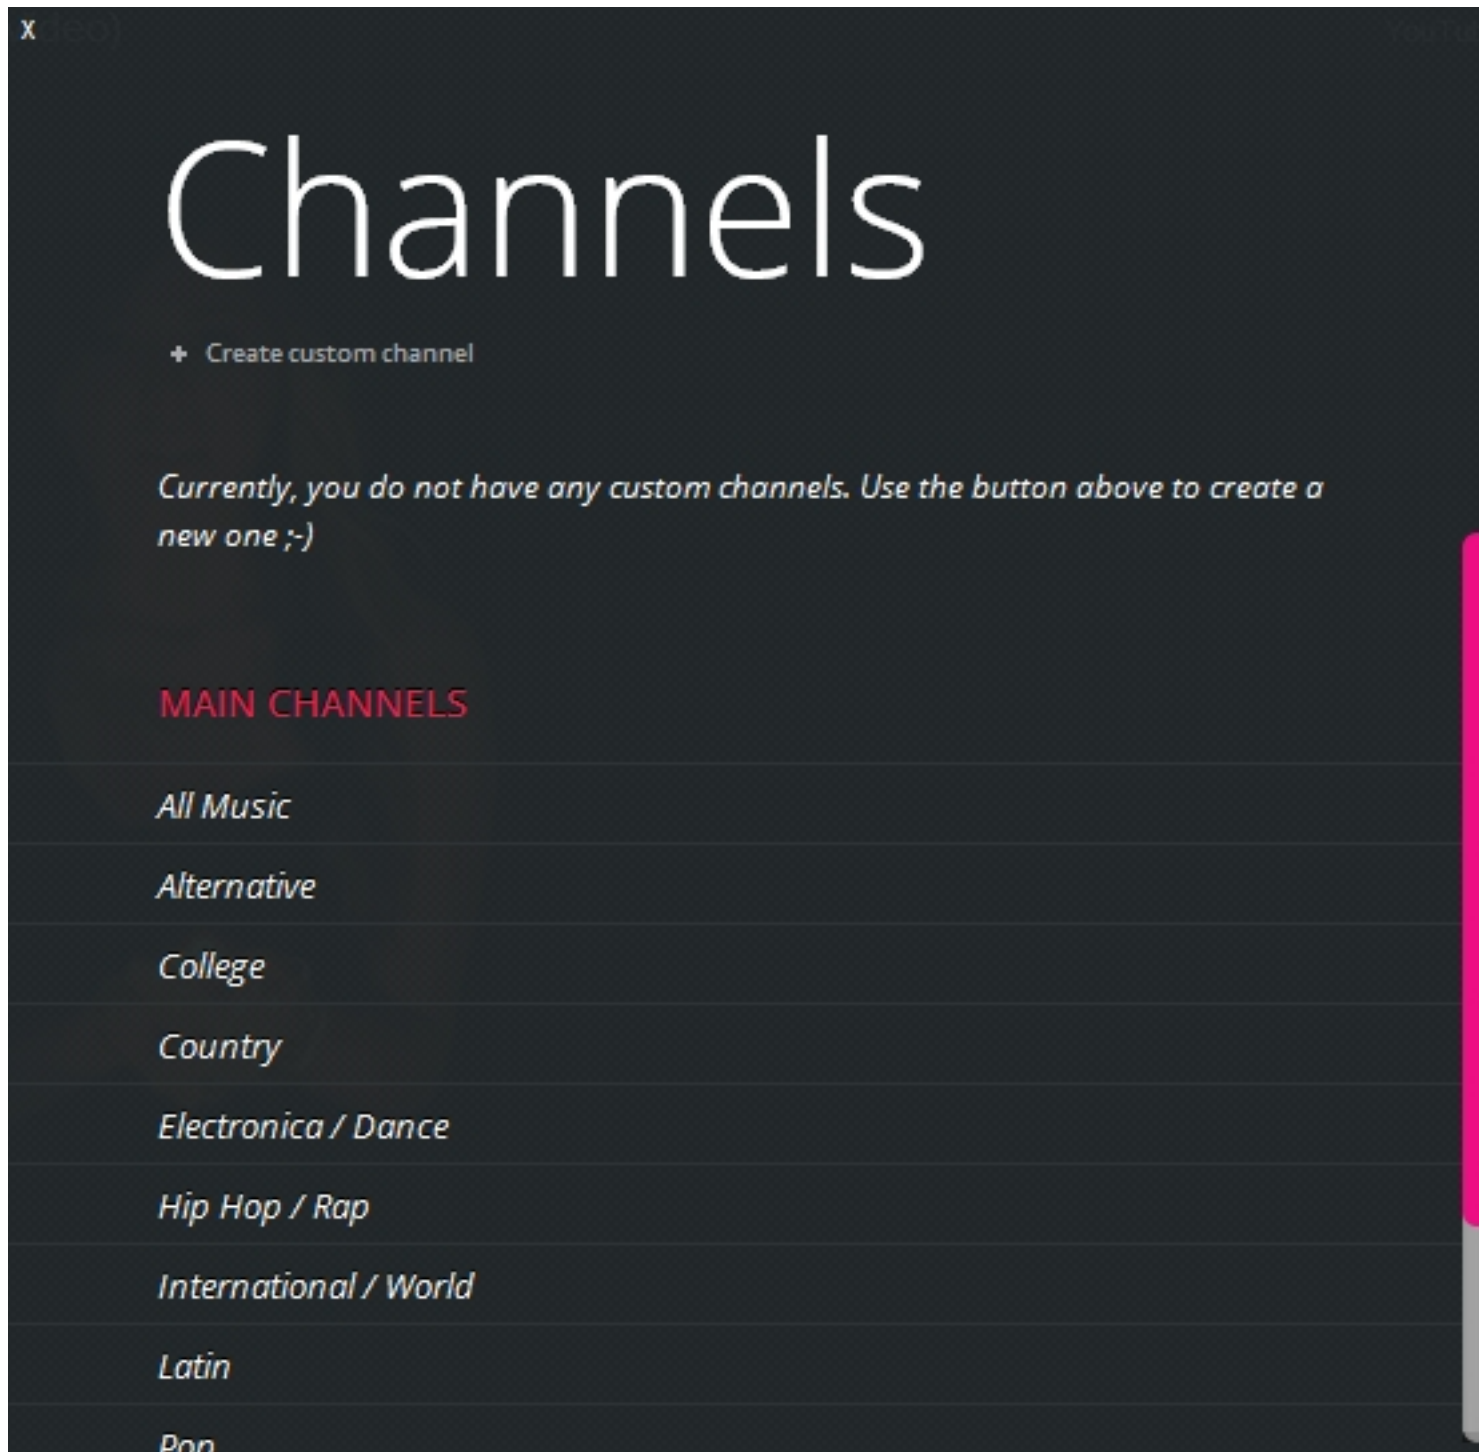 X
Channels
+ Create custom channel
Currently, you do not have any custom channels. Use the button above to create a
new one ;-)
MAIN CHANNELS
All Music
Alternative
College
Country
Electronica / Dance
Hip Hop / Rap
International / World
Latin
Pop